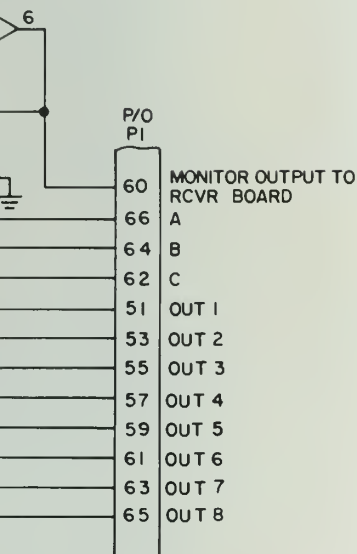 6
P/O
P1
60 MONITOR OUTPUT TO
RCVR BOARD
66 A
64 B
62 C
51 OUT 1
53 OUT 2
55 OUT 3
57 OUT 4
59 OUT 5
61 OUT 6
63 OUT 7
65 OUT 8